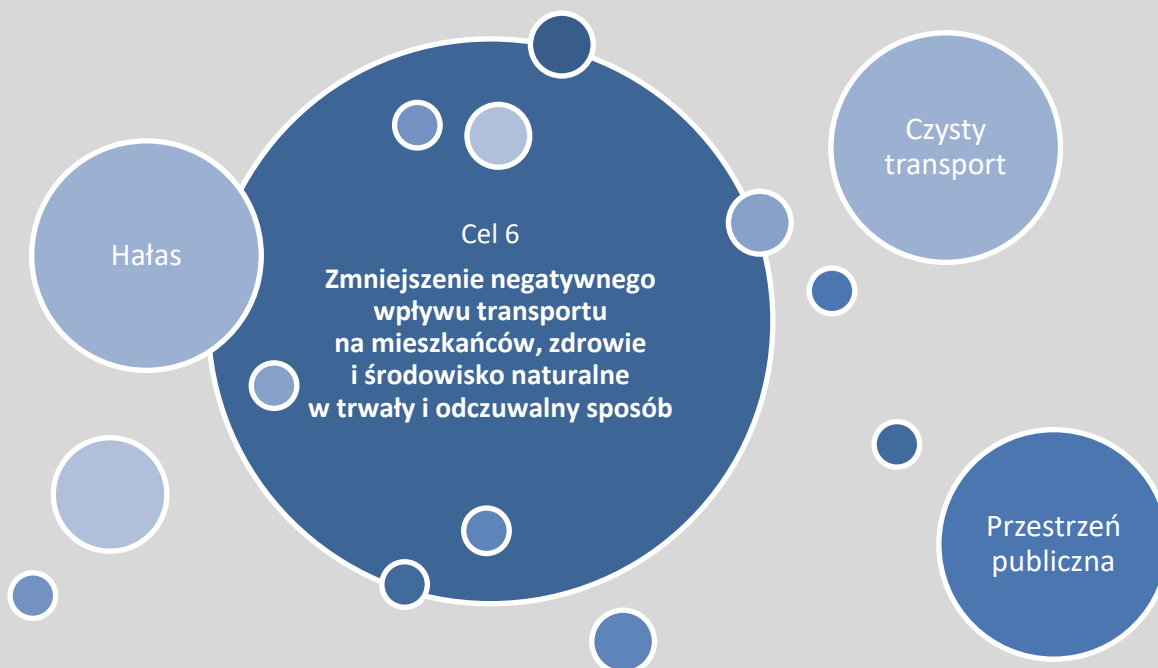 Czysty
transport
Hałas
Cel 6
Zmniejszenie negatywnego
wpływu transportu
na mieszkańców, zdrowie
i środowisko naturalne
w trwały i odczuwalny sposób
Przestrzeń
publiczna